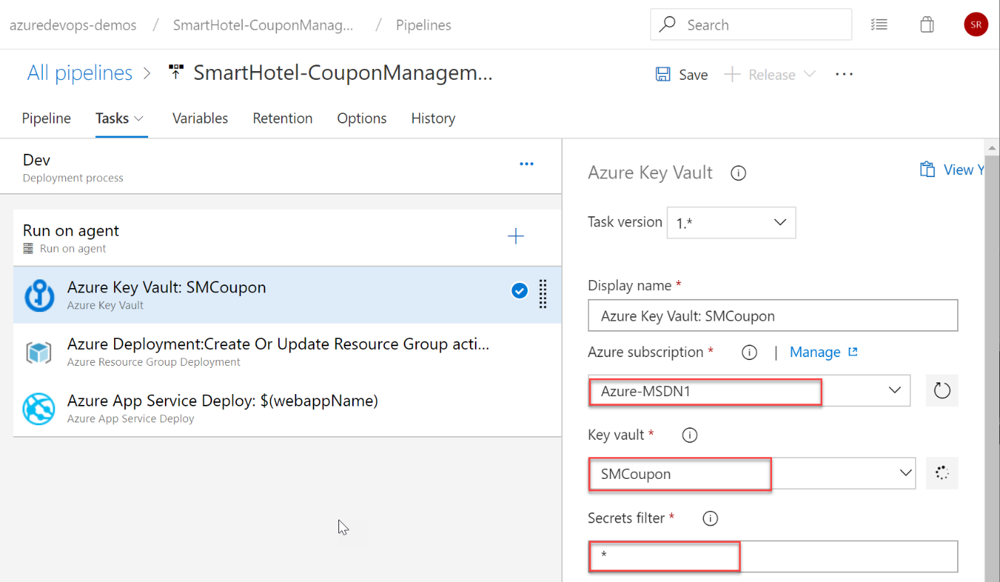 azuredevops-demos / SmartHotel-CouponManag... / Pipelines
Search
SR
All pipelines > SmartHotel-CouponManagem...
Save
Release
...
Pipeline Tasks Variables Retention Options History
Dev
Deployment process
...
Azure Key Vault
View Y
Task version 1.*
Run on agent
Run on agent
Azure Key Vault: SMCoupon
Azure Key Vault
Azure Deployment:Create Or Update Resource Group acti...
Azure Resource Group Deployment
Azure App Service Deploy: $(webappName)
Azure App Service Deploy
Display name *
Azure Key Vault: SMCoupon
Azure subscription * | Manage
Azure-MSDN1
Key vault *
SMCoupon
Secrets filter *
*